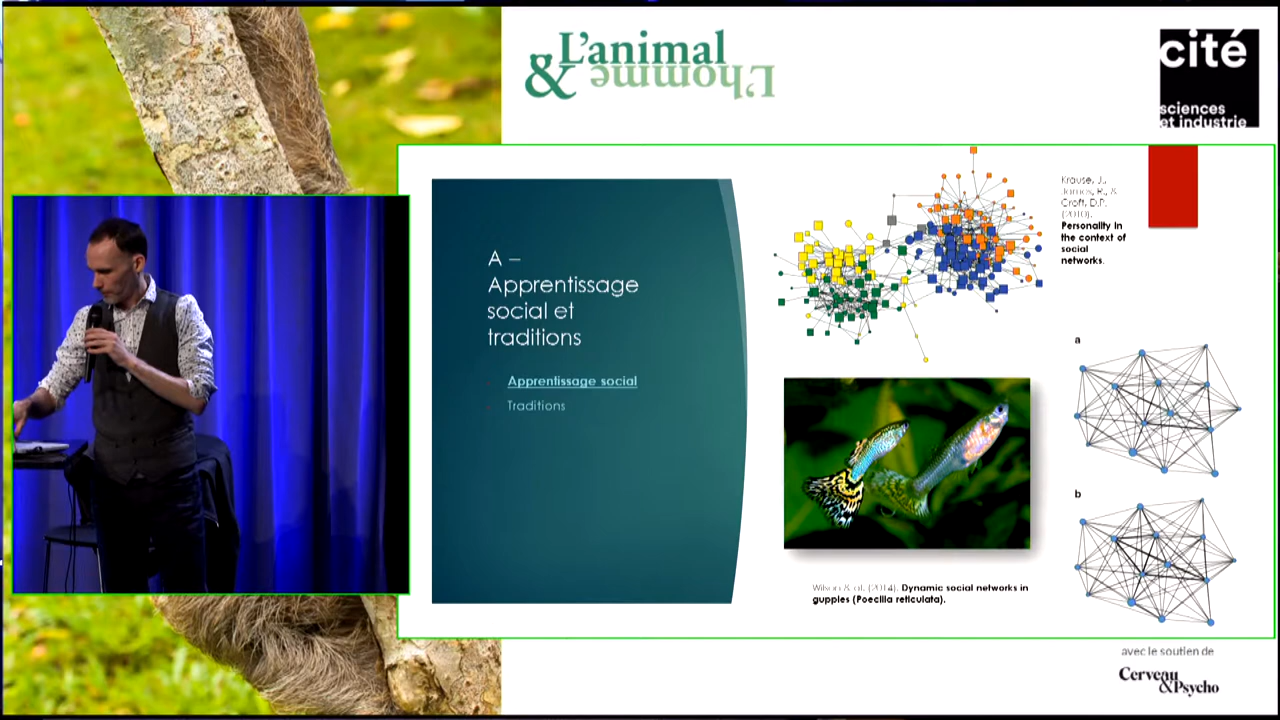 L'animal
& L'homme
cité
sciences
et industrie
A –
Apprentissage
social et
traditions
Apprentissage social
Traditions
Krause, J.,
James, R., &
Croft, D.P.
(2010).
Personality in
the context of
social
networks.
a
b
Wilson & al. (2014). Dynamic social networks in
guppies (Poecilia reticulata).
avec le soutien de
Cerveau
&Psycho